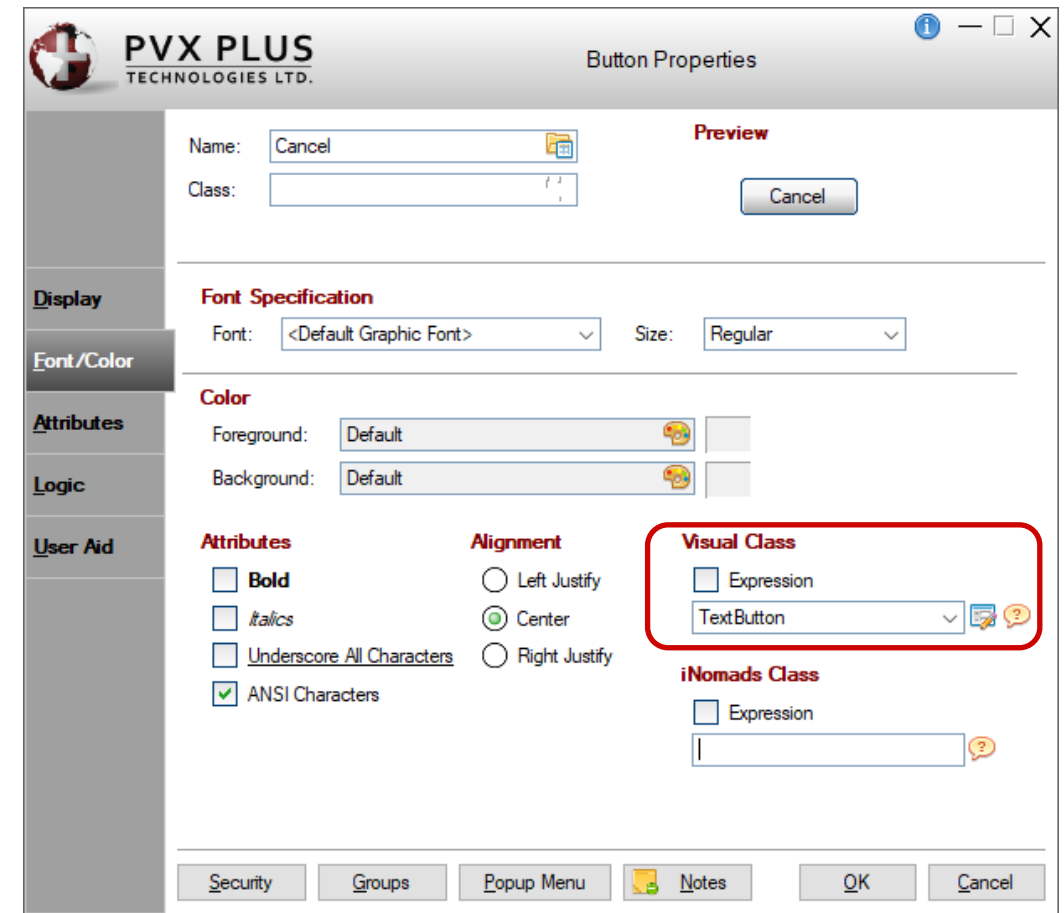 PVX PLUS
TECHNOLOGIES LTD.
Button Properties
Name: Cancel
Class:
Preview
Cancel
Display
Font/Color
Attributes
Logic
User Aid
Font Specification
Font: <Default Graphic Font> Size: Regular
Color
Foreground: Default
Background: Default
Attributes
Bold
Italics
Underscore All Characters
ANSI Characters
Alignment
Left Justify
Center
Right Justify
Visual Class
Expression
TextButton
iNomads Class
Expression
Security Groups Popup Menu Notes OK Cancel